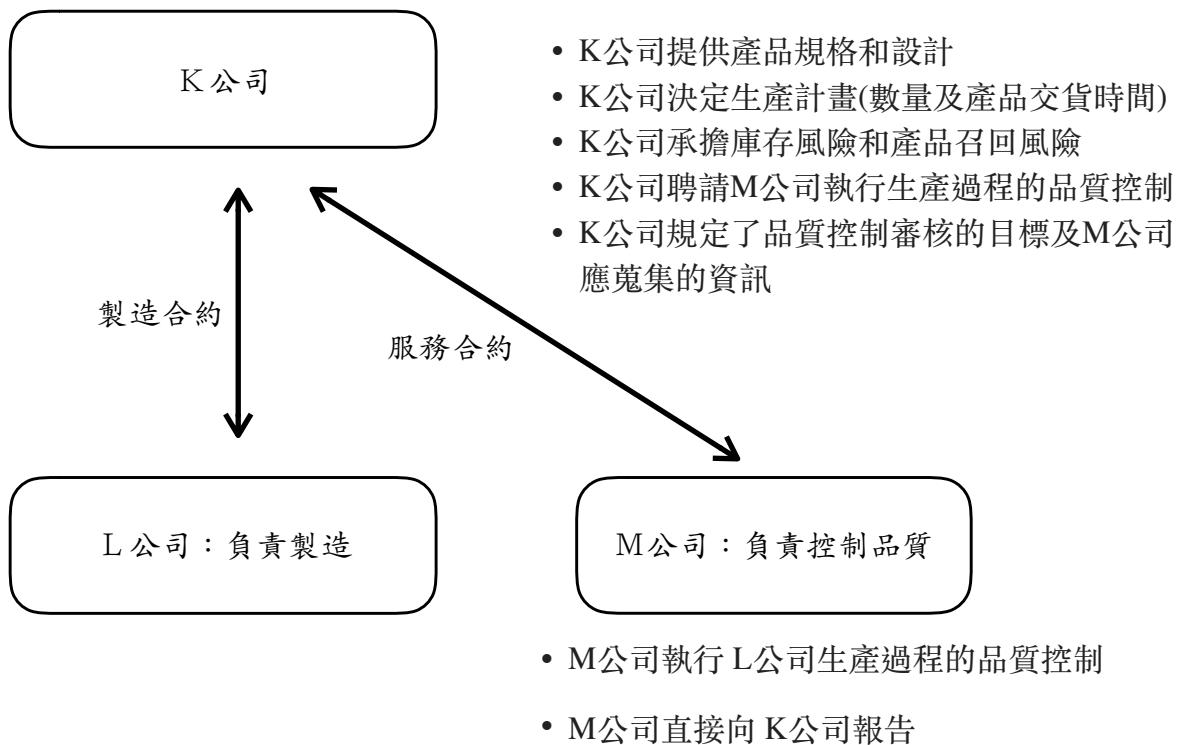 K公司
• K公司提供產品規格和設計
• K公司決定生產計畫(數量及產品交貨時間)
• K公司承擔庫存風險和產品召回風險
• K公司聘請M公司執行生產過程的品質控制
• K公司規定了品質控制審核的目標及M公司
應蒐集的資訊
製造合約
服務合約
L公司：負責製造
M公司：負責控制品質
• M公司執行 L公司生產過程的品質控制
• M公司直接向 K公司報告